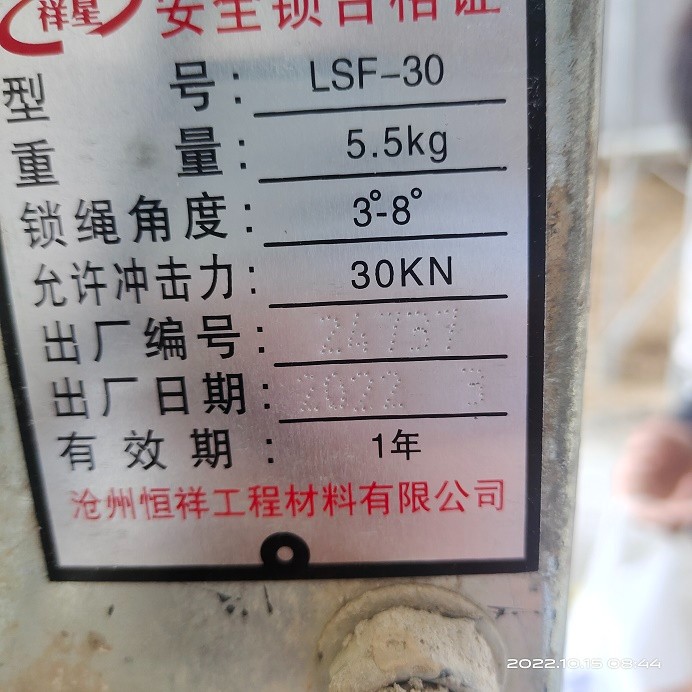 祥星
安全锁合格证
型号: LSF-30
重量: 5.5kg
锁绳角度: 3°-8°
允许冲击力: 30KN
出厂编号: 24757
出厂日期: 2022 3
有效期: 1年
沧州恒祥工程材料有限公司
2022.10.15 08:44